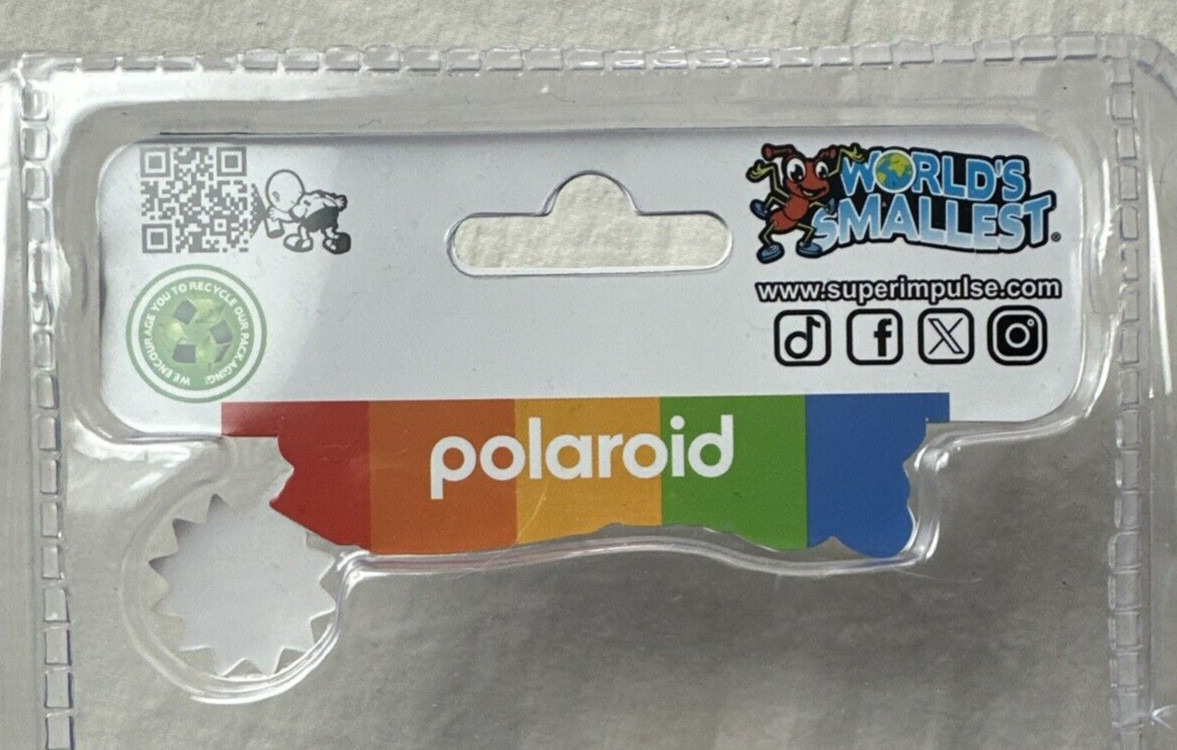 WORLD'S
SMALLEST®
www.superimpulse.com
WE ENCOURAGE YOU TO RECYCLE OUR PACKAGING!
polaroid